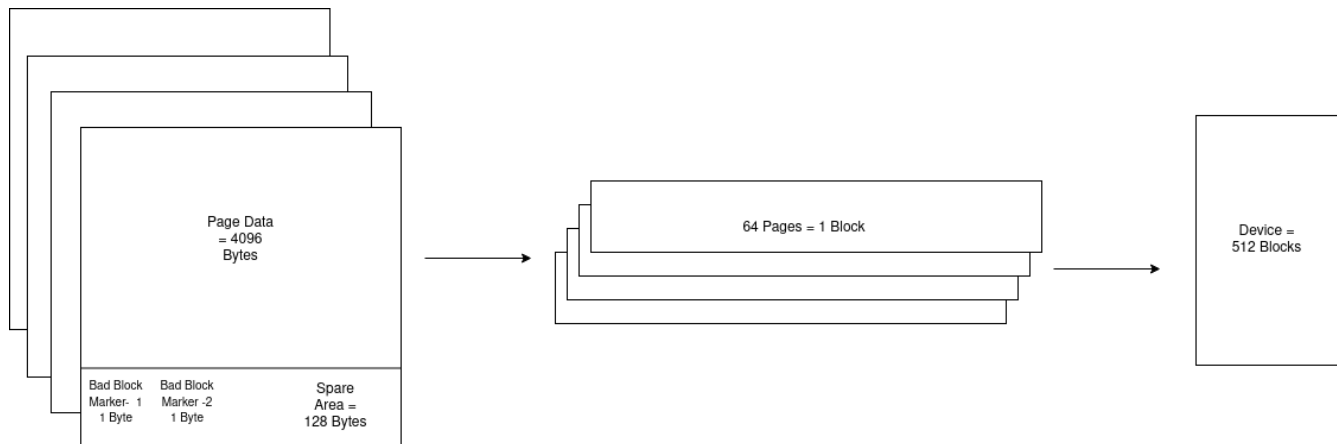 Page Data
= 4096
Bytes
Bad Block
Marker- 1
1 Byte
Bad Block
Marker -2
1 Byte
Spare
Area =
128 Bytes
64 Pages = 1 Block
Device =
512 Blocks